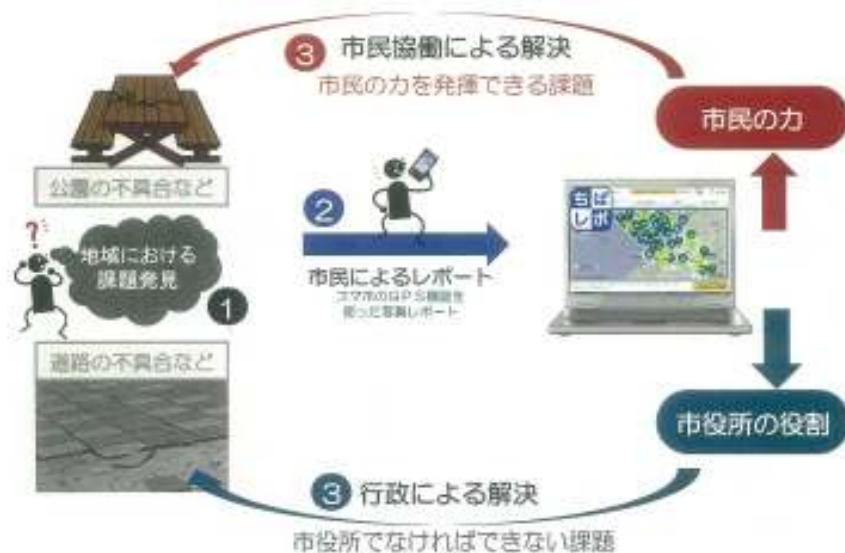 3 市民協働による解決
市民の力を発揮できる課題
市民の力
公園の不具合など
?
地域における
課題発見
1
2
市民によるレポート
スマホのGPS機能を
使った写真レポート
ちば
レポ
道路の不具合など
市役所の役割
3 行政による解決
市役所でなければできない課題